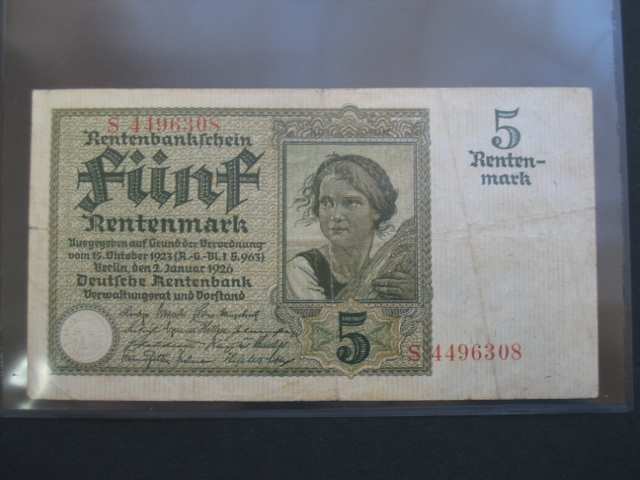 S 4496308
Rentenbankschein
Fünf
Rentenmark
Ausgegeben auf Grund der Verordnung
vom 15. Oktober 1923 (R.-G.-Bl. I S. 963)
Berlin, den 2. Januar 1926
Deutsche Rentenbank
Verwaltungsrat und Vorstand
5
5
Renten-
mark
S 4496308